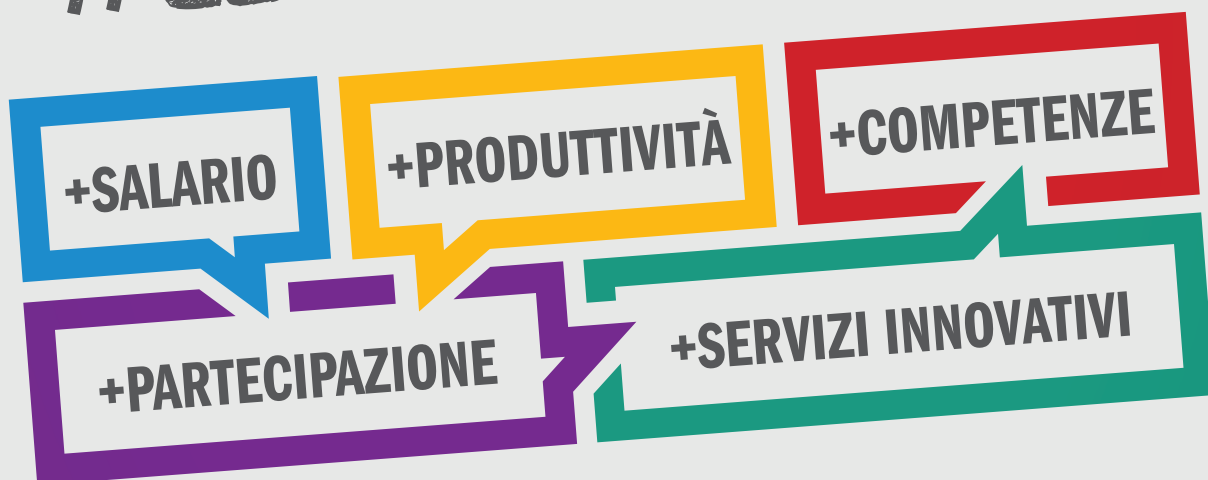 +SALARIO
+PRODUTTIVITÀ
+COMPETENZE
+PARTECIPAZIONE
+SERVIZI INNOVATIVI